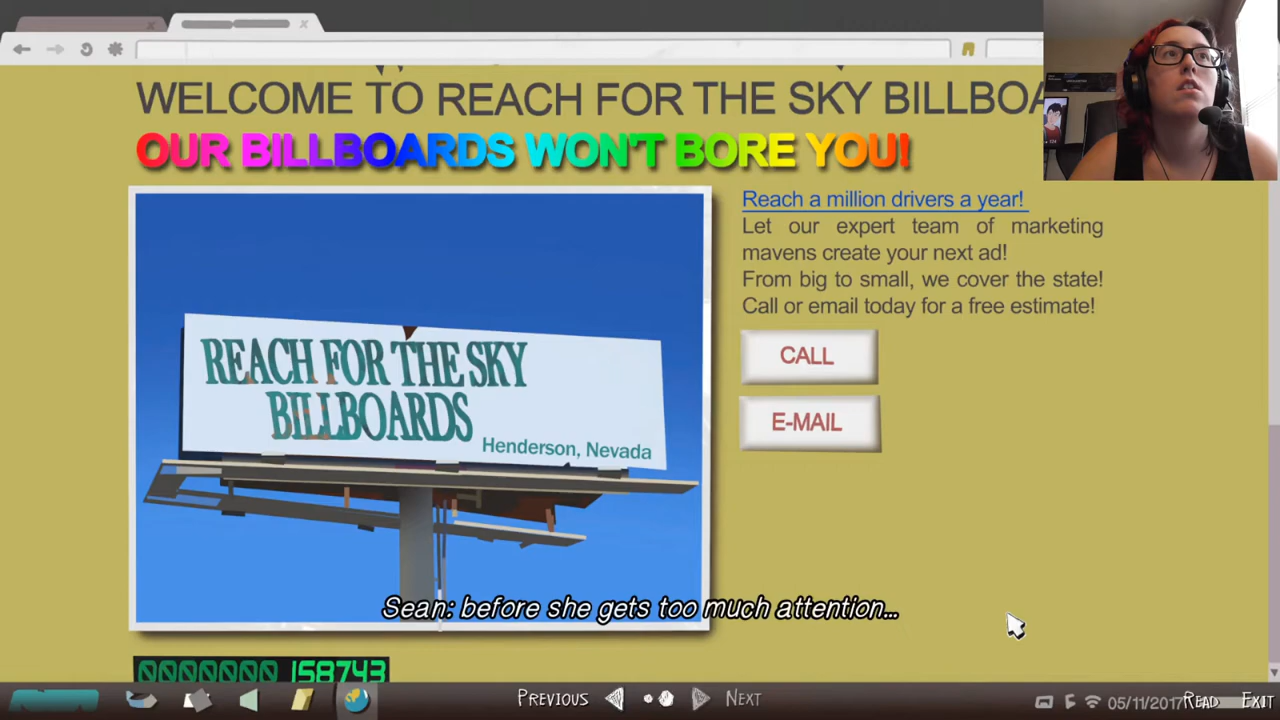 WELCOME TO REACH FOR THE SKY BILLBOA
OUR BILLBOARDS WON'T BORE YOU!
Reach a million drivers a year!
Let our expert team of marketing
mavens create your next ad!
From big to small, we cover the state!
Call or email today for a free estimate!
CALL
E-MAIL
REACH FOR THE SKY
BILLBOARDS
Henderson, Nevada
Sean: before she gets too much attention...
0000000 158743
PREVIOUS
NEXT
05/11/2017
READ
EXIT